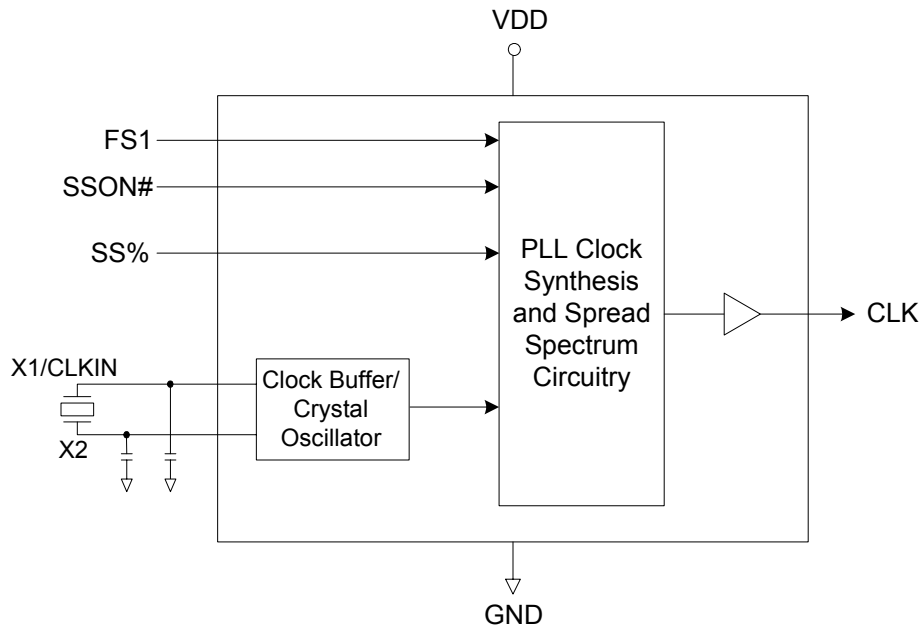 VDD
FS1
SSON#
SS%
PLL Clock
Synthesis
and Spread
Spectrum
Circuitry
CLK
X1/CLKIN
X2
Clock Buffer/
Crystal
Oscillator
GND